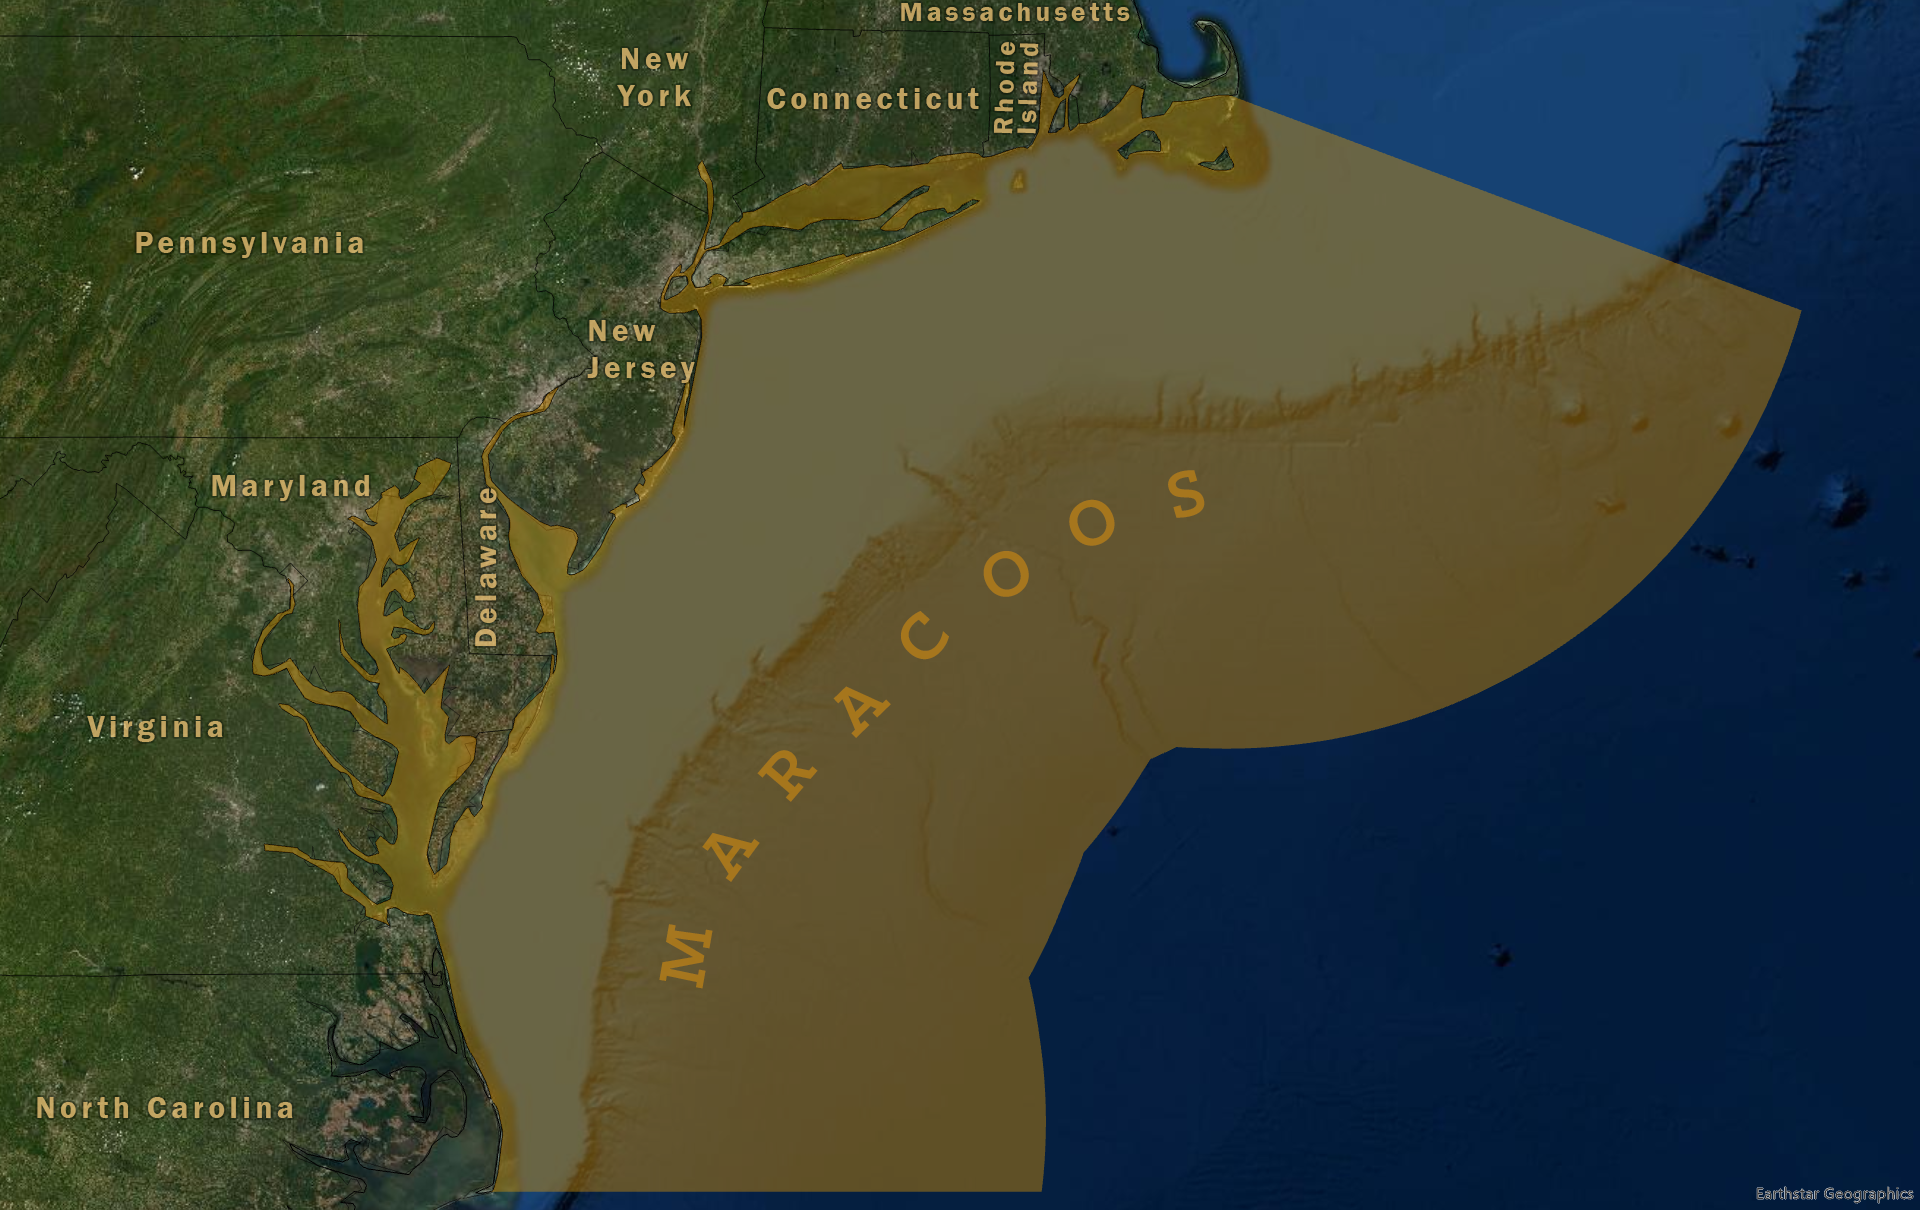 Massachusetts
New
York
Connecticut
Rhode
Island
Pennsylvania
New
Jersey
Maryland
Delaware
MARACOOS
Virginia
North Carolina
Earthstar Geographics